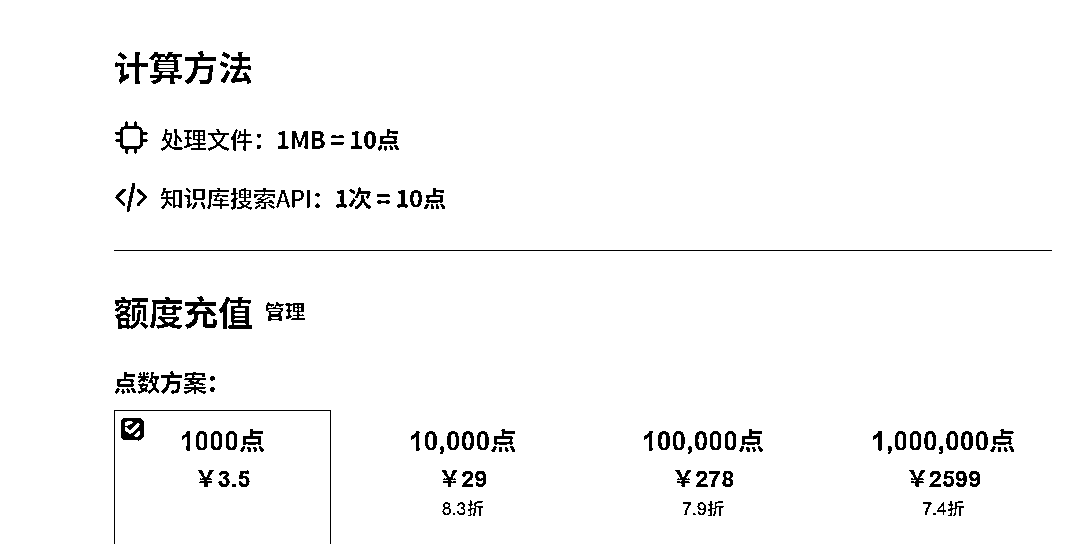 计算方法
处理文件：1MB = 10点
知识库搜索API：1次 = 10点
额度充值 管理
点数方案：
1000点 10,000点 100,000点 1,000,000点
￥3.5 ￥29 ￥278 ￥2599
8.3折 7.9折 7.4折